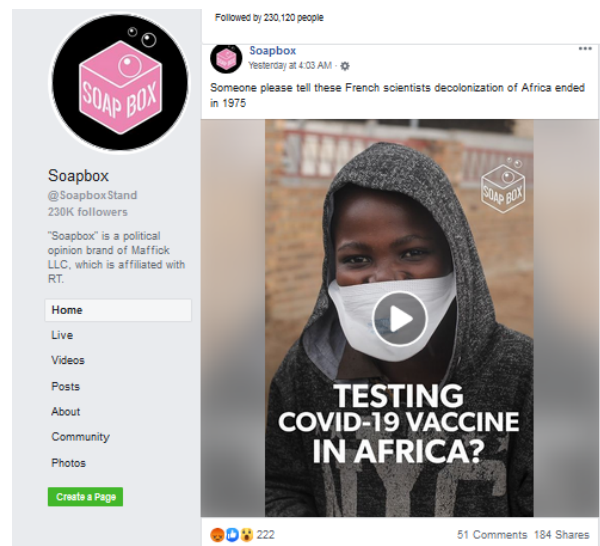 Followed by 230,120 people
SOAP BOX
Soapbox
Yesterday at 4:03 AM ·
Someone please tell these French scientists decolonization of Africa ended
in 1975
Soapbox
@SoapboxStand
230K followers
"Soapbox" is a political
opinion brand of Maffick
LLC, which is affiliated with
RT.
Home
Live
Videos
Posts
About
Community
Photos
Create a Page
SOAP BOX
TESTING
COVID-19 VACCINE
IN AFRICA?
NYC
222
51 Comments 184 Shares